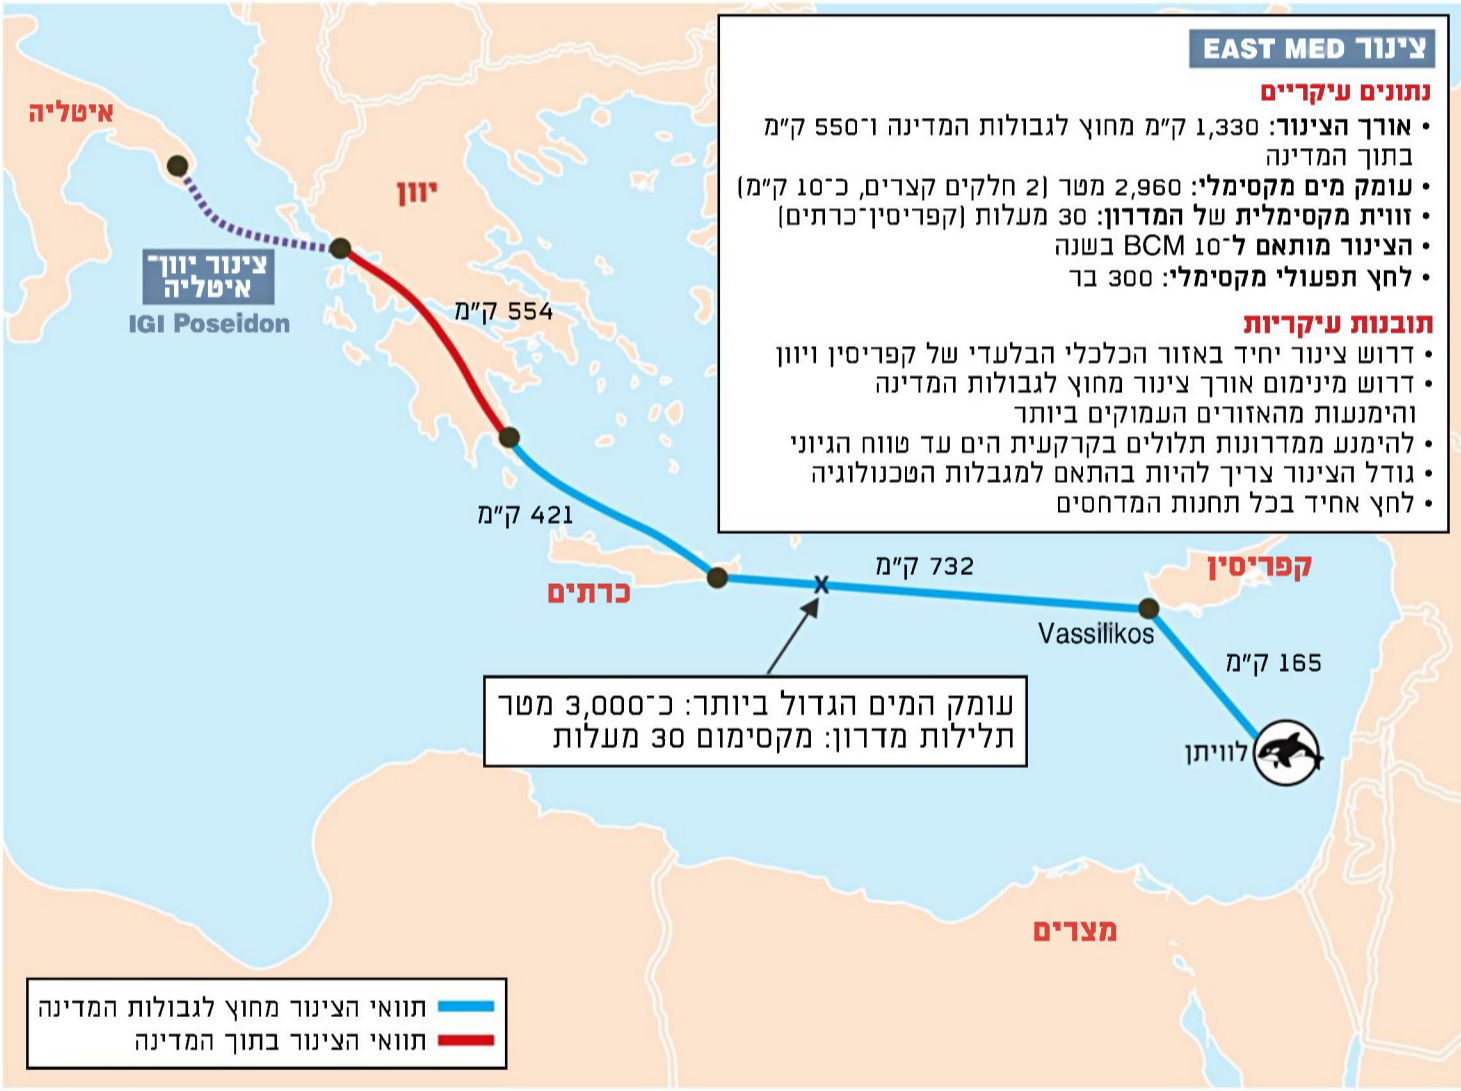 צינור EAST MED
נתונים עיקריים
• אורך הצינור: 1,330 ק"מ מחוץ לגבולות המדינה ו־550 ק"מ
בתוך המדינה
• עומק מים מקסימלי: 2,960 מטר (2 חלקים קצרים, כ־10 ק"מ)
• זווית מקסימלית של המדרון: 30 מעלות (קפריסין־כרתים)
• הצינור מותאם ל־10 BCM בשנה
• לחץ תפעולי מקסימלי: 300 בר
תובנות עיקריות
• דרוש צינור יחיד באזור הכלכלי הבלעדי של קפריסין ויוון
• דרוש מינימום אורך צינור מחוץ לגבולות המדינה
והימנעות מהאזורים העמוקים ביותר
• להימנע ממדרונות תלולים בקרקעית הים עד טווח הגיוני
• גודל הצינור צריך להיות בהתאם למגבלות הטכנולוגיה
• לחץ אחיד בכל תחנות המדחסים
איטליה
יוון
צינור יוון־
איטליה
IGI Poseidon
554 ק"מ
421 ק"מ
כרתים
732 ק"מ
קפריסין
x
Vassilikos
165 ק"מ
לוויתן
עומק המים הגדול ביותר: כ־3,000 מטר
תלילות מדרון: מקסימום 30 מעלות
מצרים
תוואי הצינור מחוץ לגבולות המדינה
תוואי הצינור בתוך המדינה